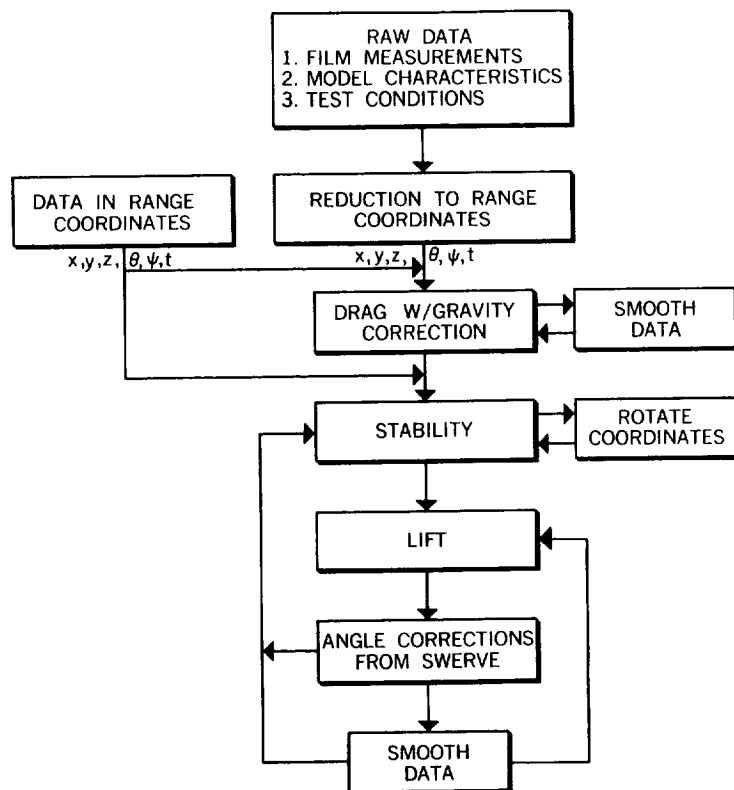 RAW DATA
1. FILM MEASUREMENTS
2. MODEL CHARACTERISTICS
3. TEST CONDITIONS
DATA IN RANGE
COORDINATES
REDUCTION TO RANGE
COORDINATES
x,y,z, θ,ψ,t
x,y,z, θ,ψ,t
DRAG W/GRAVITY
CORRECTION
SMOOTH
DATA
STABILITY
ROTATE
COORDINATES
LIFT
ANGLE CORRECTIONS
FROM SWERVE
SMOOTH
DATA